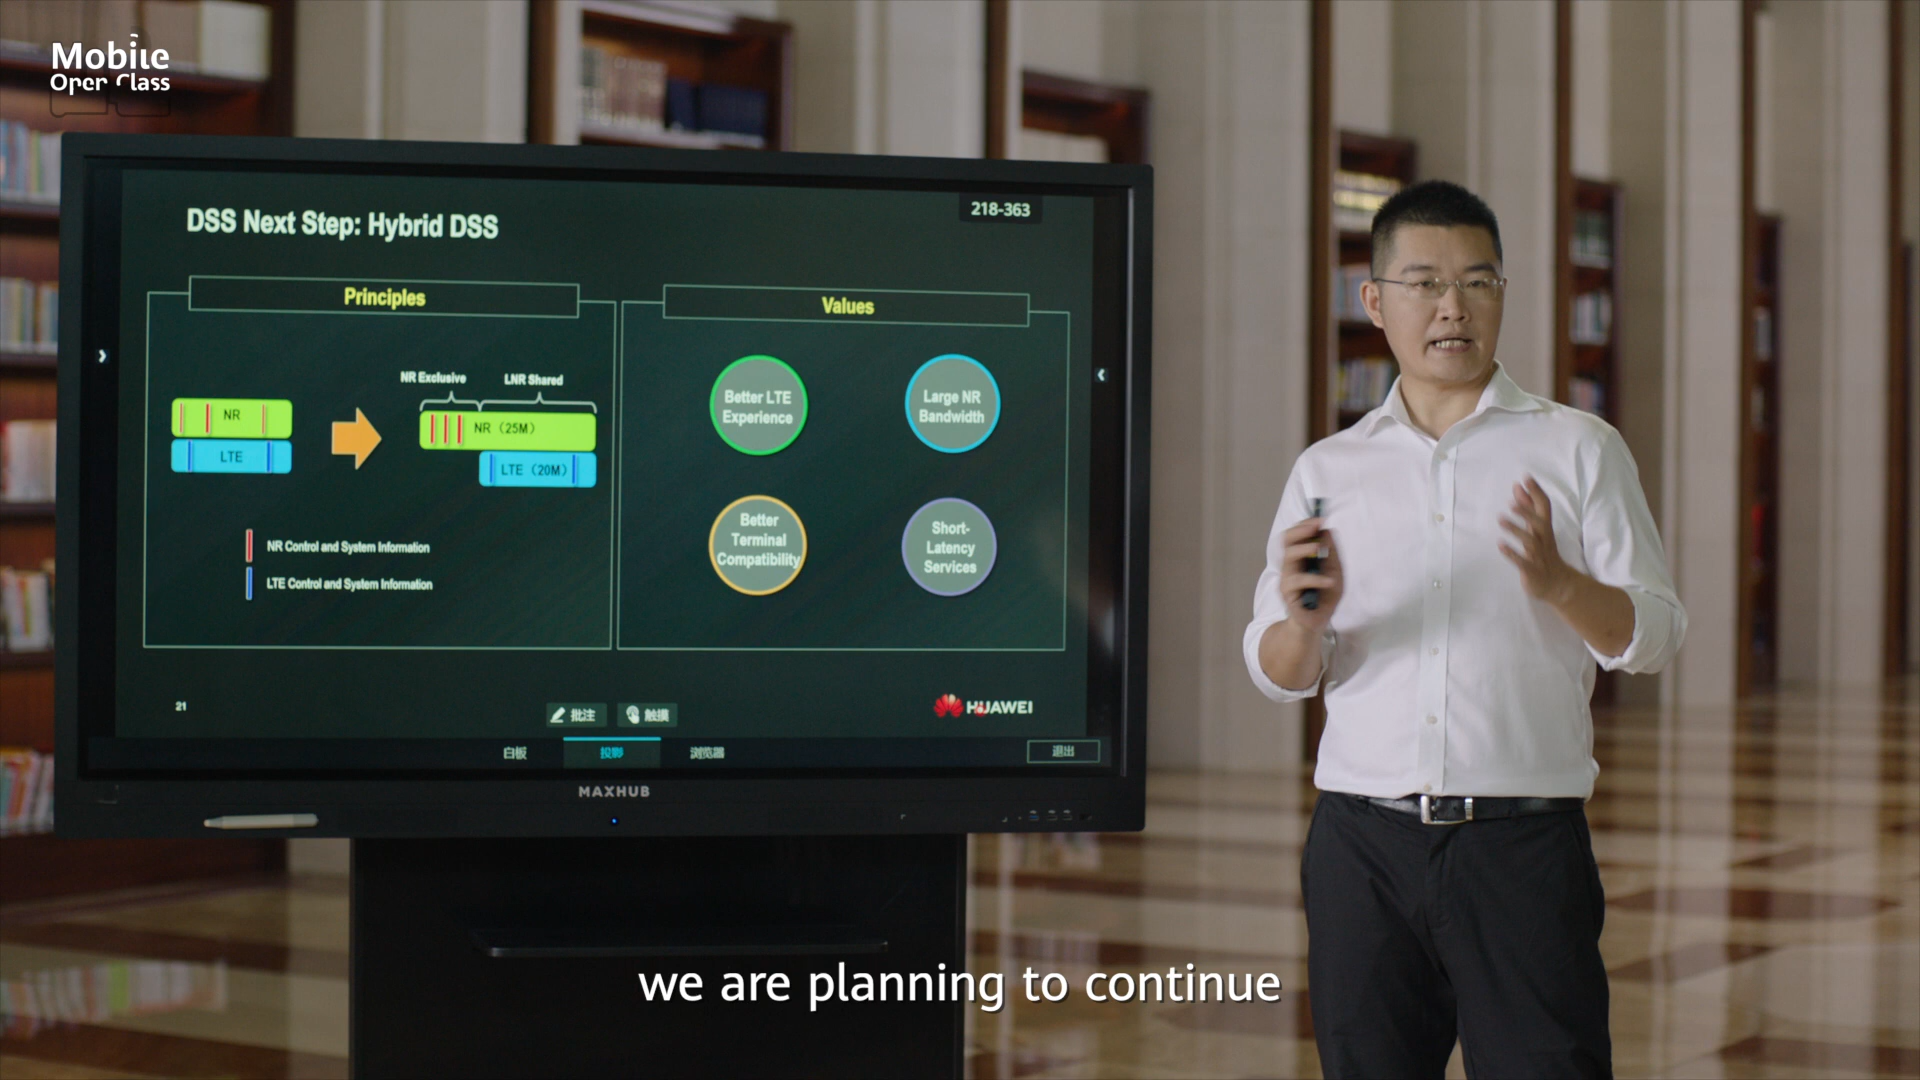 Mobile
Open Class
DSS Next Step: Hybrid DSS
218-363
Principles
Values
NR Exclusive
LNR Shared
NR
LTE
NR (25M)
LTE (20M)
NR Control and System Information
LTE Control and System Information
Better LTE
Experience
Large NR
Bandwidth
Better
Terminal
Compatibility
Short-
Latency
Services
21
批注
触摸
HUAWEI
白板
投影
浏览器
退出
MAXHUB
we are planning to continue